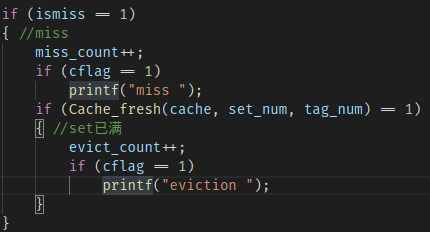 if (ismiss == 1)
{ //miss
    miss_count++;
    if (cflag == 1)
        printf("miss ");
    if (Cache_fresh(cache, set_num, tag_num) == 1)
    { //set已满
        evict_count++;
        if (cflag == 1)
            printf("eviction ");
    }
}